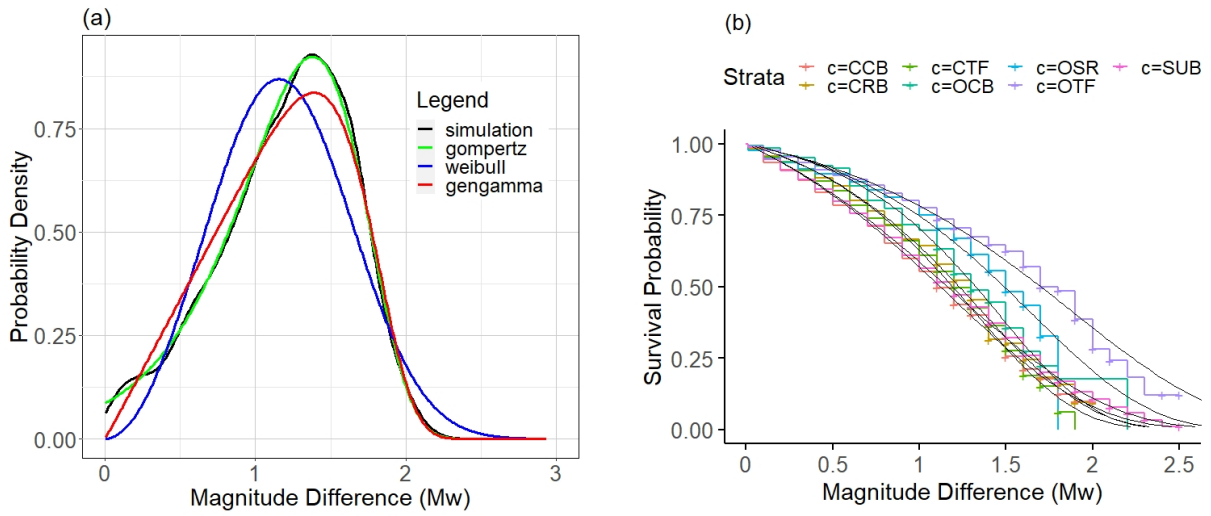 (a)
Probability Density
0.75
0.50
0.25
0.00
Legend
simulation
gompertz
weibull
gengamma
0 1 2 3
Magnitude Difference (Mw)
(b)
Strata c=CCB c=CTF c=OSR c=SUB
c=CRB c=OCB c=OTF
Survival Probability
1.00
0.75
0.50
0.25
0.00
0 0.5 1 1.5 2 2.5
Magnitude Difference (Mw)